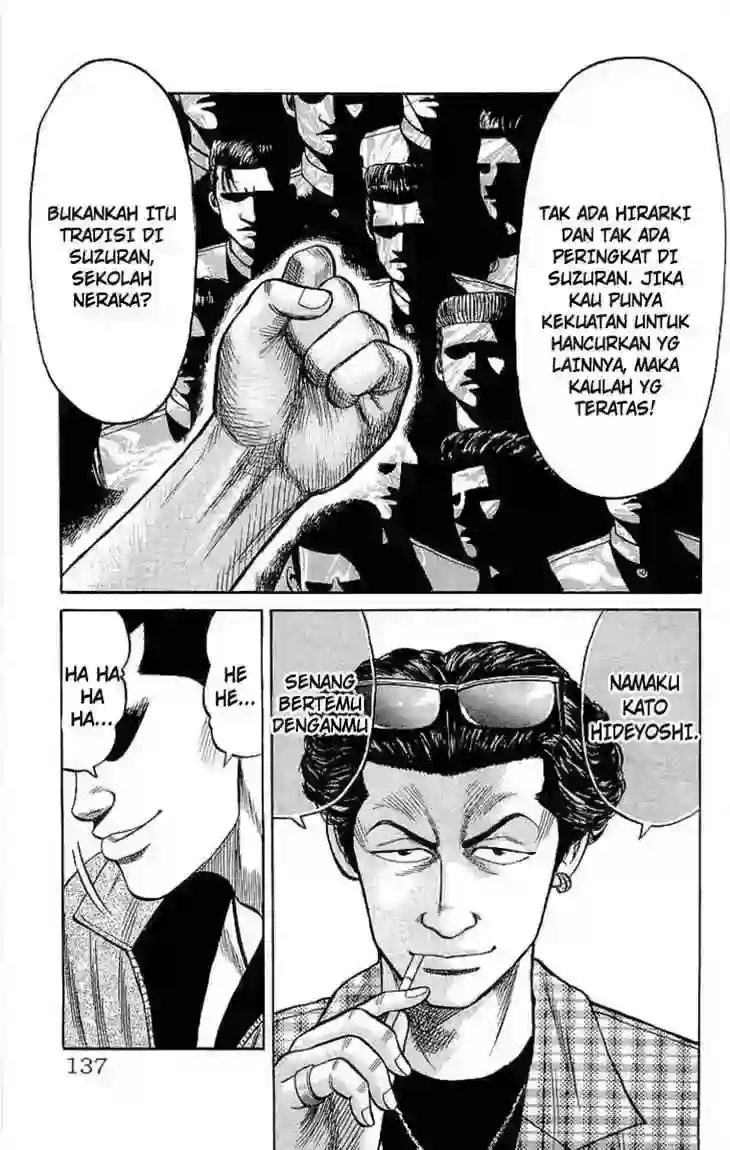 TAK ADA HIRARKI
DAN TAK ADA
PERINGKAT DI
SUZURAN. JIKA
KAU PUNYA
KEKUATAN UNTUK
HANCURKAN YG
LAINNYA, MAKA
KAULAH YG
TERATAS!
BUKANKAH ITU
TRADISI DI
SUZURAN,
SEKOLAH
NERAKA?
NAMAKU
KATO
HIDEYOSHI.
SENANG
BERTEMU
DENGANMU
HE
HE...
HA HA
HA
HA...
137